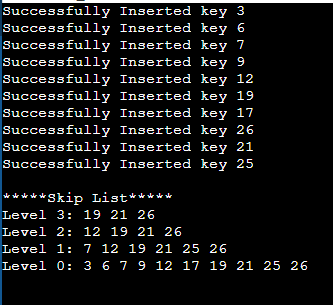 Successfully Inserted key 3
Successfully Inserted key 6
Successfully Inserted key 7
Successfully Inserted key 9
Successfully Inserted key 12
Successfully Inserted key 19
Successfully Inserted key 17
Successfully Inserted key 26
Successfully Inserted key 21
Successfully Inserted key 25
*****Skip List*****
Level 3: 19 21 26
Level 2: 12 19 21 26
Level 1: 7 12 19 21 25 26
Level 0: 3 6 7 9 12 17 19 21 25 26